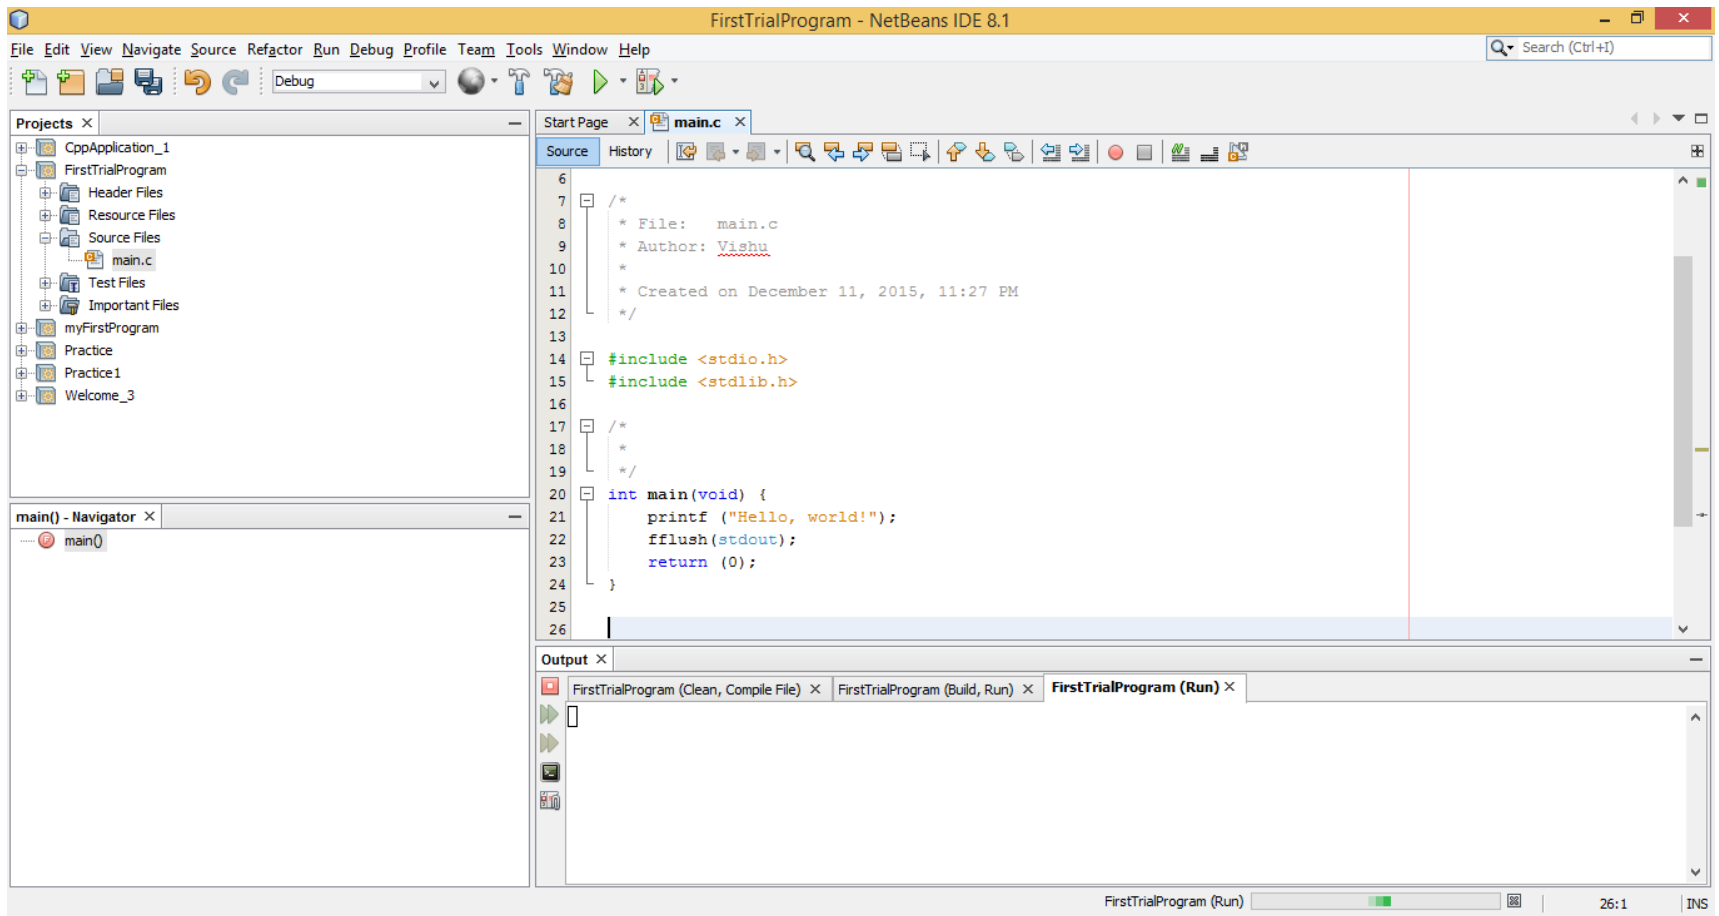 FirstTrialProgram - NetBeans IDE 8.1
File Edit View Navigate Source Refactor Run Debug Profile Team Tools Window Help
Search (Ctrl+I)
Debug
Projects
CppApplication_1
FirstTrialProgram
Header Files
Resource Files
Source Files
main.c
Test Files
Important Files
myFirstProgram
Practice
Practice1
Welcome_3
main() - Navigator
main()
Start Page main.c
Source History
6
7 /*
8 * File:   main.c
9 * Author: Vishu
10 *
11 * Created on December 11, 2015, 11:27 PM
12 */
13
14 #include <stdio.h>
15 #include <stdlib.h>
16
17 /*
18 *
19 */
20 int main(void) {
21 printf ("Hello, world!");
22 fflush(stdout);
23 return (0);
24 }
25
26
Output
FirstTrialProgram (Clean, Compile File) FirstTrialProgram (Build, Run) FirstTrialProgram (Run)
FirstTrialProgram (Run) 26:1 INS